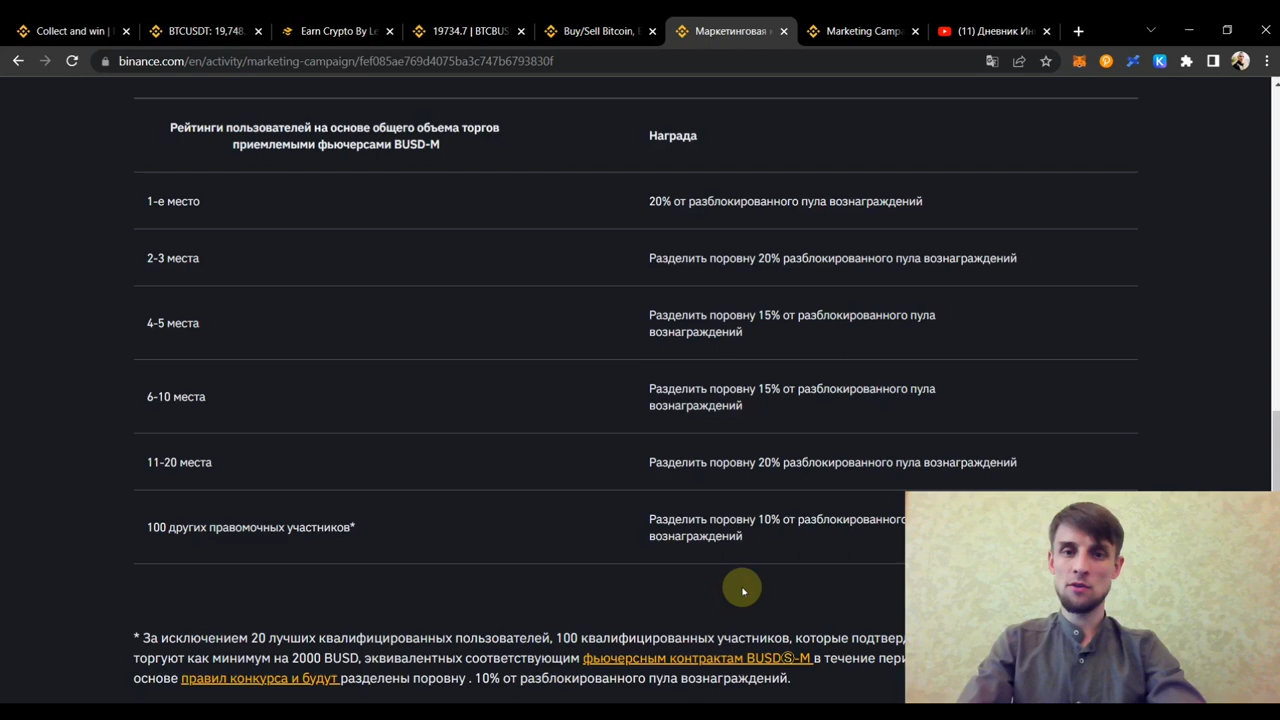 Collect and win | B
BTCUSDT: 19,748.
Earn Crypto By Le
19734.7 | BTCBUS
Buy/Sell Bitcoin, E
Маркетинговая к
Marketing Campa
(11) Дневник Ин
binance.com/en/activity/marketing-campaign/fef085ae769d4075ba3c747b6793830f
Рейтинги пользователей на основе общего объема торгов
приемлемыми фьючерсами BUSD-M
Награда
1-е место
20% от разблокированного пула вознаграждений
2-3 места
Разделить поровну 20% разблокированного пула вознаграждений
4-5 места
Разделить поровну 15% от разблокированного пула
вознаграждений
6-10 места
Разделить поровну 15% от разблокированного пула
вознаграждений
11-20 места
Разделить поровну 20% разблокированного пула вознаграждений
100 других правомочных участников*
Разделить поровну 10% от разблокированного
вознаграждений
* За исключением 20 лучших квалифицированных пользователей, 100 квалифицированных участников, которые подтверд
торгуют как минимум на 2000 BUSD, эквивалентных соответствующим фьючерсным контрактам BUSDⓈ-M в течение пери
основе правил конкурса и будут разделены поровну . 10% от разблокированного пула вознаграждений.